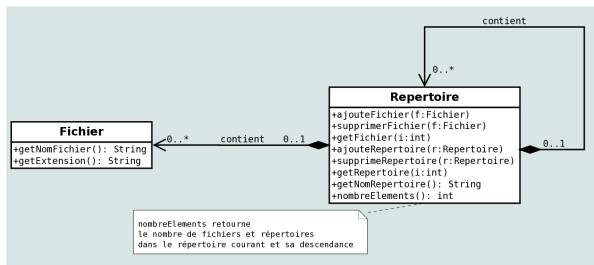 contient
0..*
Repertoire
+ajouteFichier(f:Fichier)
+supprimerFichier(f:Fichier)
+getFichier(i:int)
+ajouteRepertoire(r:Repertoire)
+supprimeRepertoire(r:Repertoire)
+getRepertoire(i:int)
+getNomRepertoire(): String
+nombreElements(): int
0..1
Fichier
+getNomFichier(): String
+getExtension(): String
0..* contient 0..1
nombreElements retourne
le nombre de fichiers et répertoires
dans le répertoire courant et sa descendance